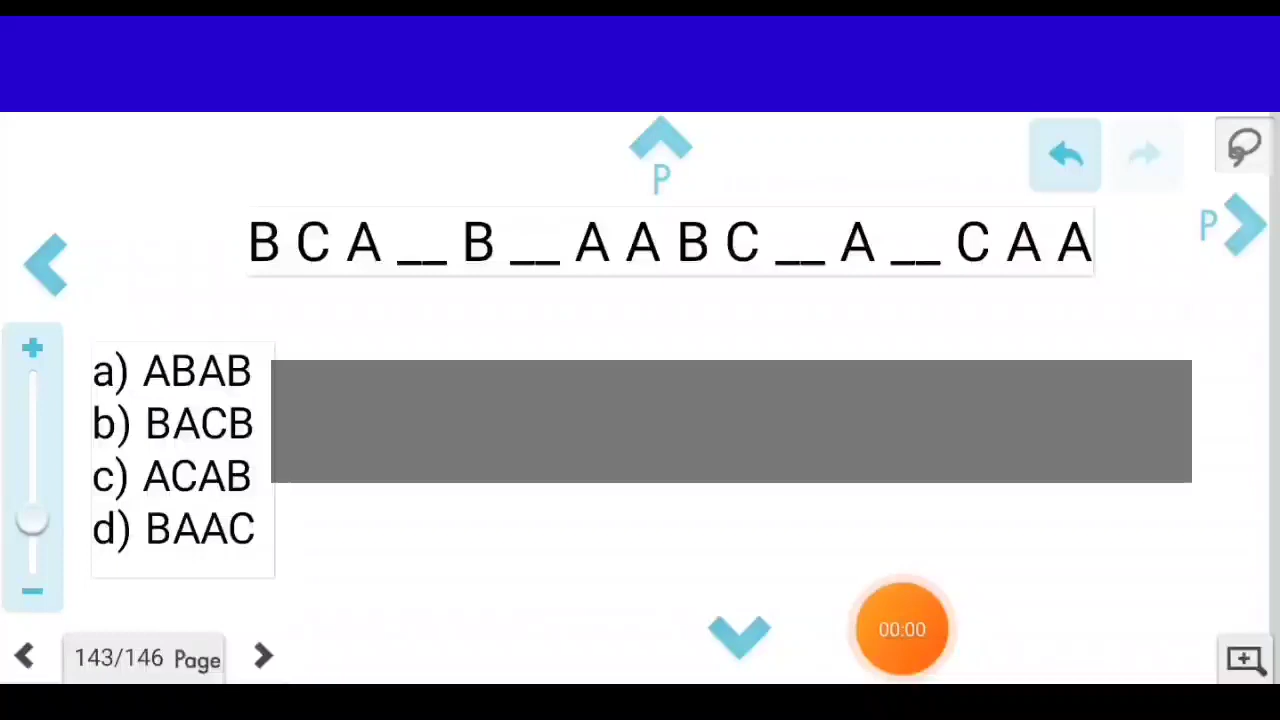 P
B C A __ B __ A A B C __ A __ C A A
P
a) ABAB
b) BACB
c) ACAB
d) BAAC
00:00
143/146 Page